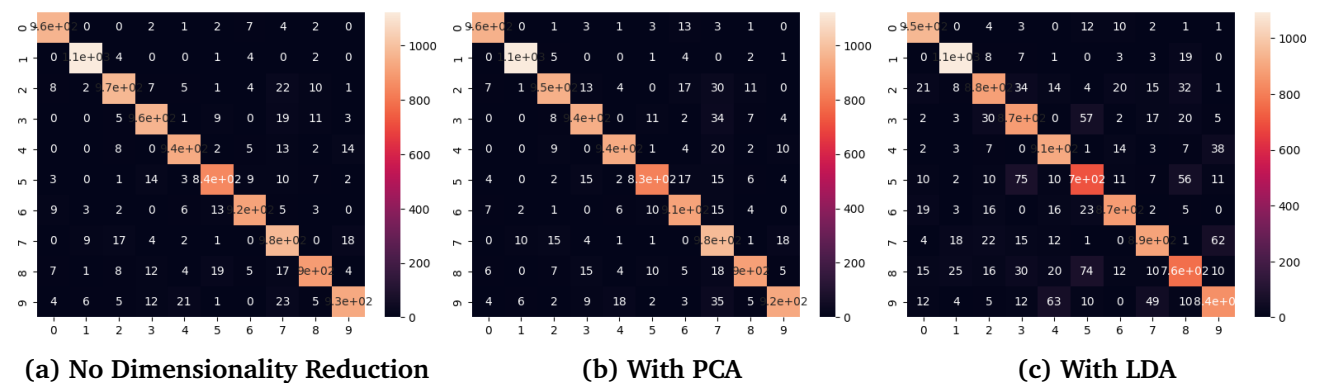 0 9.6e+02 0 0 2 1 2 7 4 2 0
1 0 1.1e+03 4 0 0 1 4 0 2 0
2 8 2 9.7e+02 7 5 1 4 22 10 1
3 0 0 5 9.6e+02 1 9 0 19 11 3
4 0 0 8 0 9.4e+02 2 5 13 2 14
5 3 0 1 14 3 8.4e+02 9 10 7 2
6 9 3 2 0 6 13 9.2e+02 5 3 0
7 0 9 17 4 2 1 0 9.8e+02 0 18
8 7 1 8 12 4 19 5 17 9e+02 4
9 4 6 5 12 21 1 0 23 5 9.3e+02
0 1 2 3 4 5 6 7 8 9
1000
800
600
400
200
0
(a) No Dimensionality Reduction
0 9.6e+02 0 1 3 1 3 13 3 1 0
1 0 1.1e+03 5 0 0 1 4 0 2 1
2 7 1 9.5e+02 13 4 0 17 30 11 0
3 0 0 8 9.4e+02 0 11 2 34 7 4
4 0 0 9 0 9.4e+02 1 4 20 2 10
5 4 0 2 15 2 8.3e+02 17 15 6 4
6 7 2 1 0 6 10 9.1e+02 15 4 0
7 0 10 15 4 1 1 0 9.8e+02 1 18
8 6 0 7 15 4 10 5 18 9e+02 5
9 4 6 2 9 18 2 3 35 5 9.2e+02
0 1 2 3 4 5 6 7 8 9
1000
800
600
400
200
0
(b) With PCA
0 9.5e+02 0 4 3 0 12 10 2 1 1
1 0 1.1e+03 8 7 1 0 3 3 19 0
2 21 8 8.8e+02 34 14 4 20 15 32 1
3 2 3 30 8.7e+02 0 57 2 17 20 5
4 2 3 7 0 9.1e+02 1 14 3 7 38
5 10 2 10 75 10 7e+02 11 7 56 11
6 19 3 16 0 16 23 8.7e+02 2 5 0
7 4 18 22 15 12 1 0 8.9e+02 1 62
8 15 25 16 30 20 74 12 10 7.6e+02 10
9 12 4 5 12 63 10 0 49 10 8.4e+02
0 1 2 3 4 5 6 7 8 9
1000
800
600
400
200
0
(c) With LDA